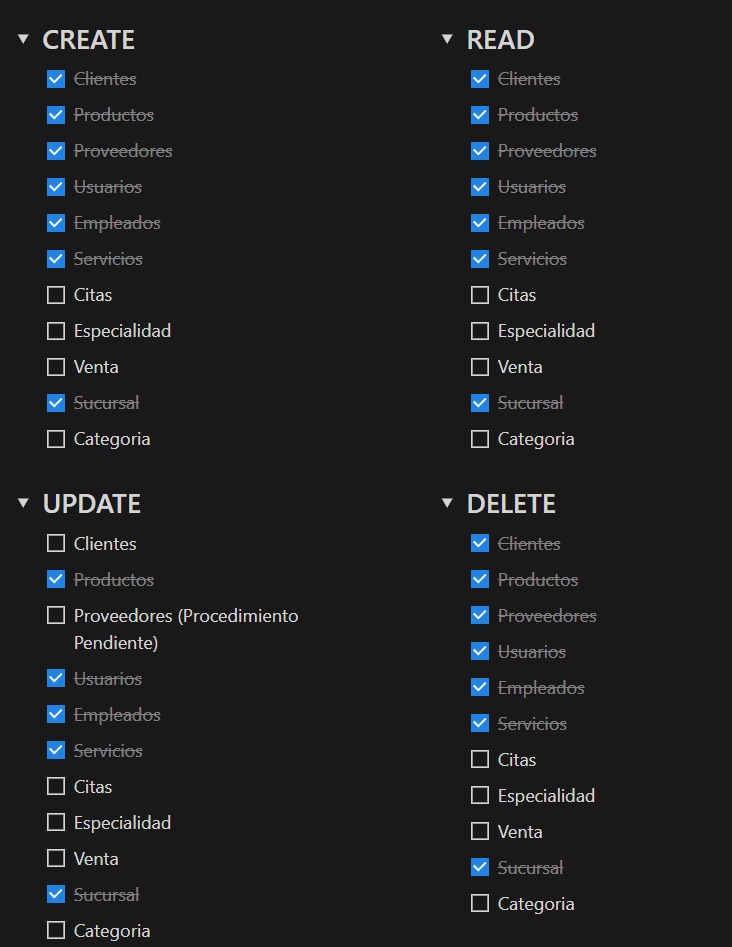 CREATE
Clientes
Productos
Proveedores
Usuarios
Empleados
Servicios
Citas
Especialidad
Venta
Sucursal
Categoria
READ
Clientes
Productos
Proveedores
Usuarios
Empleados
Servicios
Citas
Especialidad
Venta
Sucursal
Categoria
UPDATE
Clientes
Productos
Proveedores (Procedimiento
Pendiente)
Usuarios
Empleados
Servicios
Citas
Especialidad
Venta
Sucursal
Categoria
DELETE
Clientes
Productos
Proveedores
Usuarios
Empleados
Servicios
Citas
Especialidad
Venta
Sucursal
Categoria